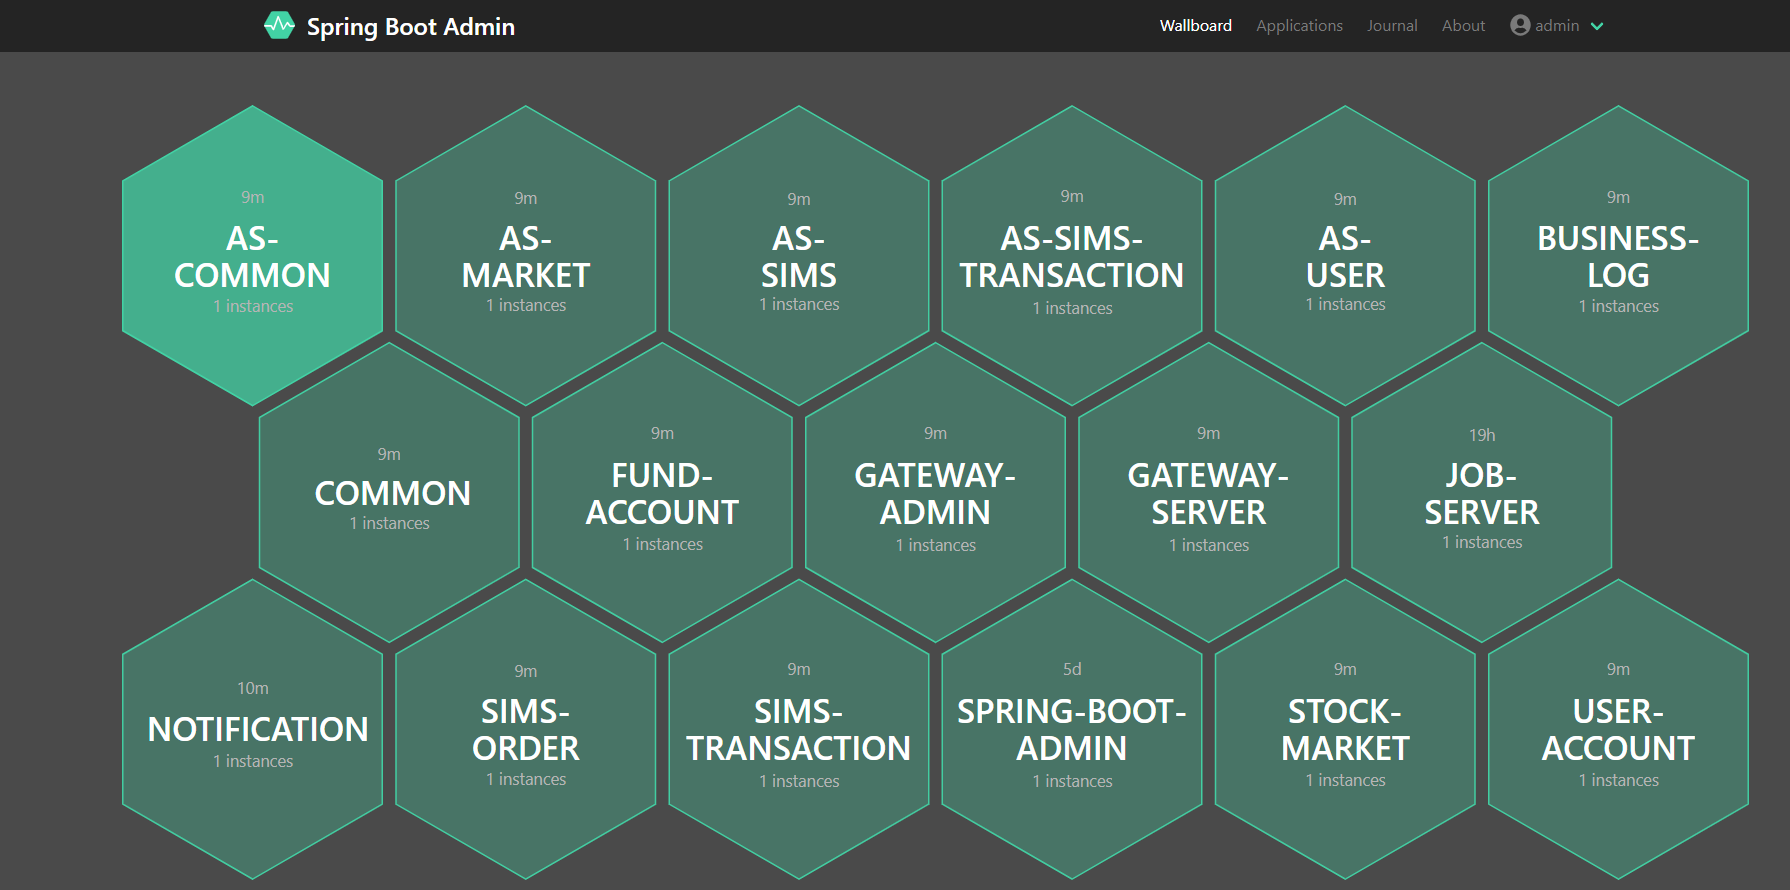 Spring Boot Admin
Wallboard Applications Journal About admin
9m
AS-
COMMON
1 instances
9m
AS-
MARKET
1 instances
9m
AS-
SIMS
1 instances
9m
AS-SIMS-
TRANSACTION
1 instances
9m
AS-
USER
1 instances
9m
BUSINESS-
LOG
1 instances
9m
COMMON
1 instances
9m
FUND-
ACCOUNT
1 instances
9m
GATEWAY-
ADMIN
1 instances
9m
GATEWAY-
SERVER
1 instances
19h
JOB-
SERVER
1 instances
10m
NOTIFICATION
1 instances
9m
SIMS-
ORDER
1 instances
9m
SIMS-
TRANSACTION
1 instances
5d
SPRING-BOOT-
ADMIN
1 instances
9m
STOCK-
MARKET
1 instances
9m
USER-
ACCOUNT
1 instances